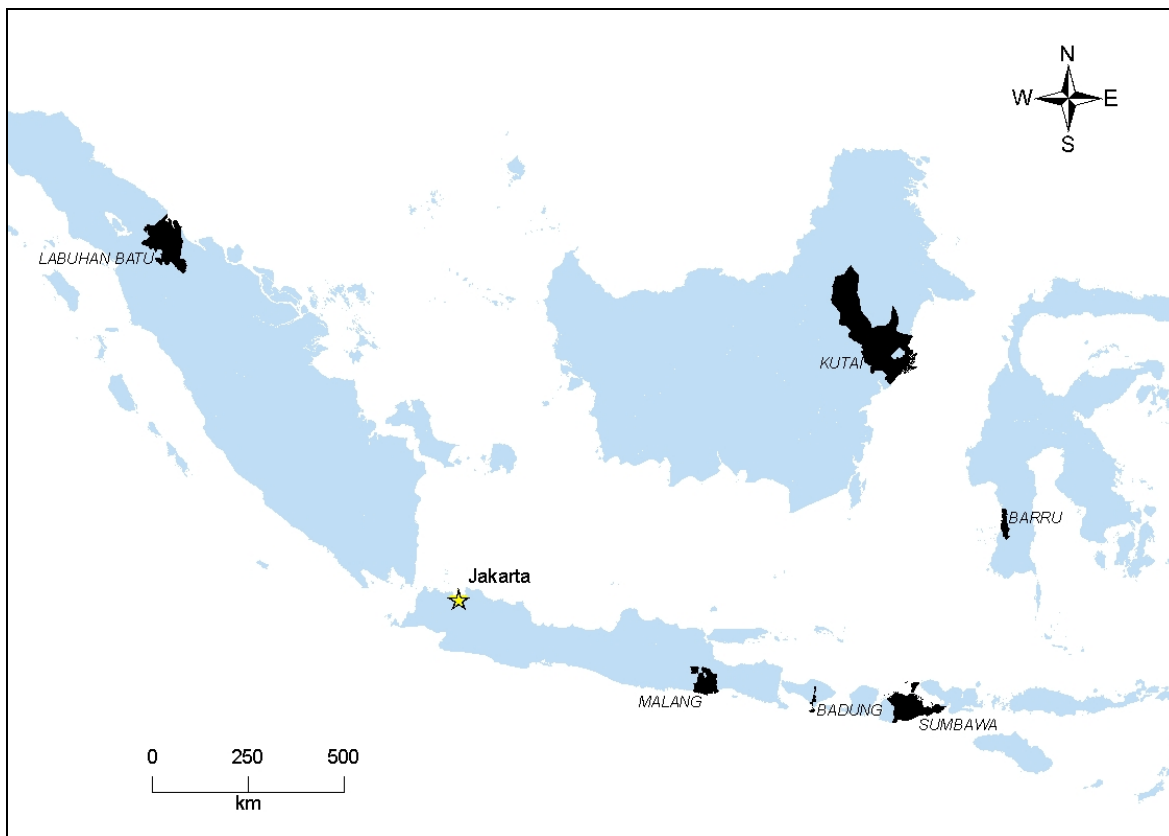 N
W E
S
LABUHAN BATU
KUTAI
BARRU
Jakarta
MALANG
BADUNG
SUMBAWA
0 250 500
km